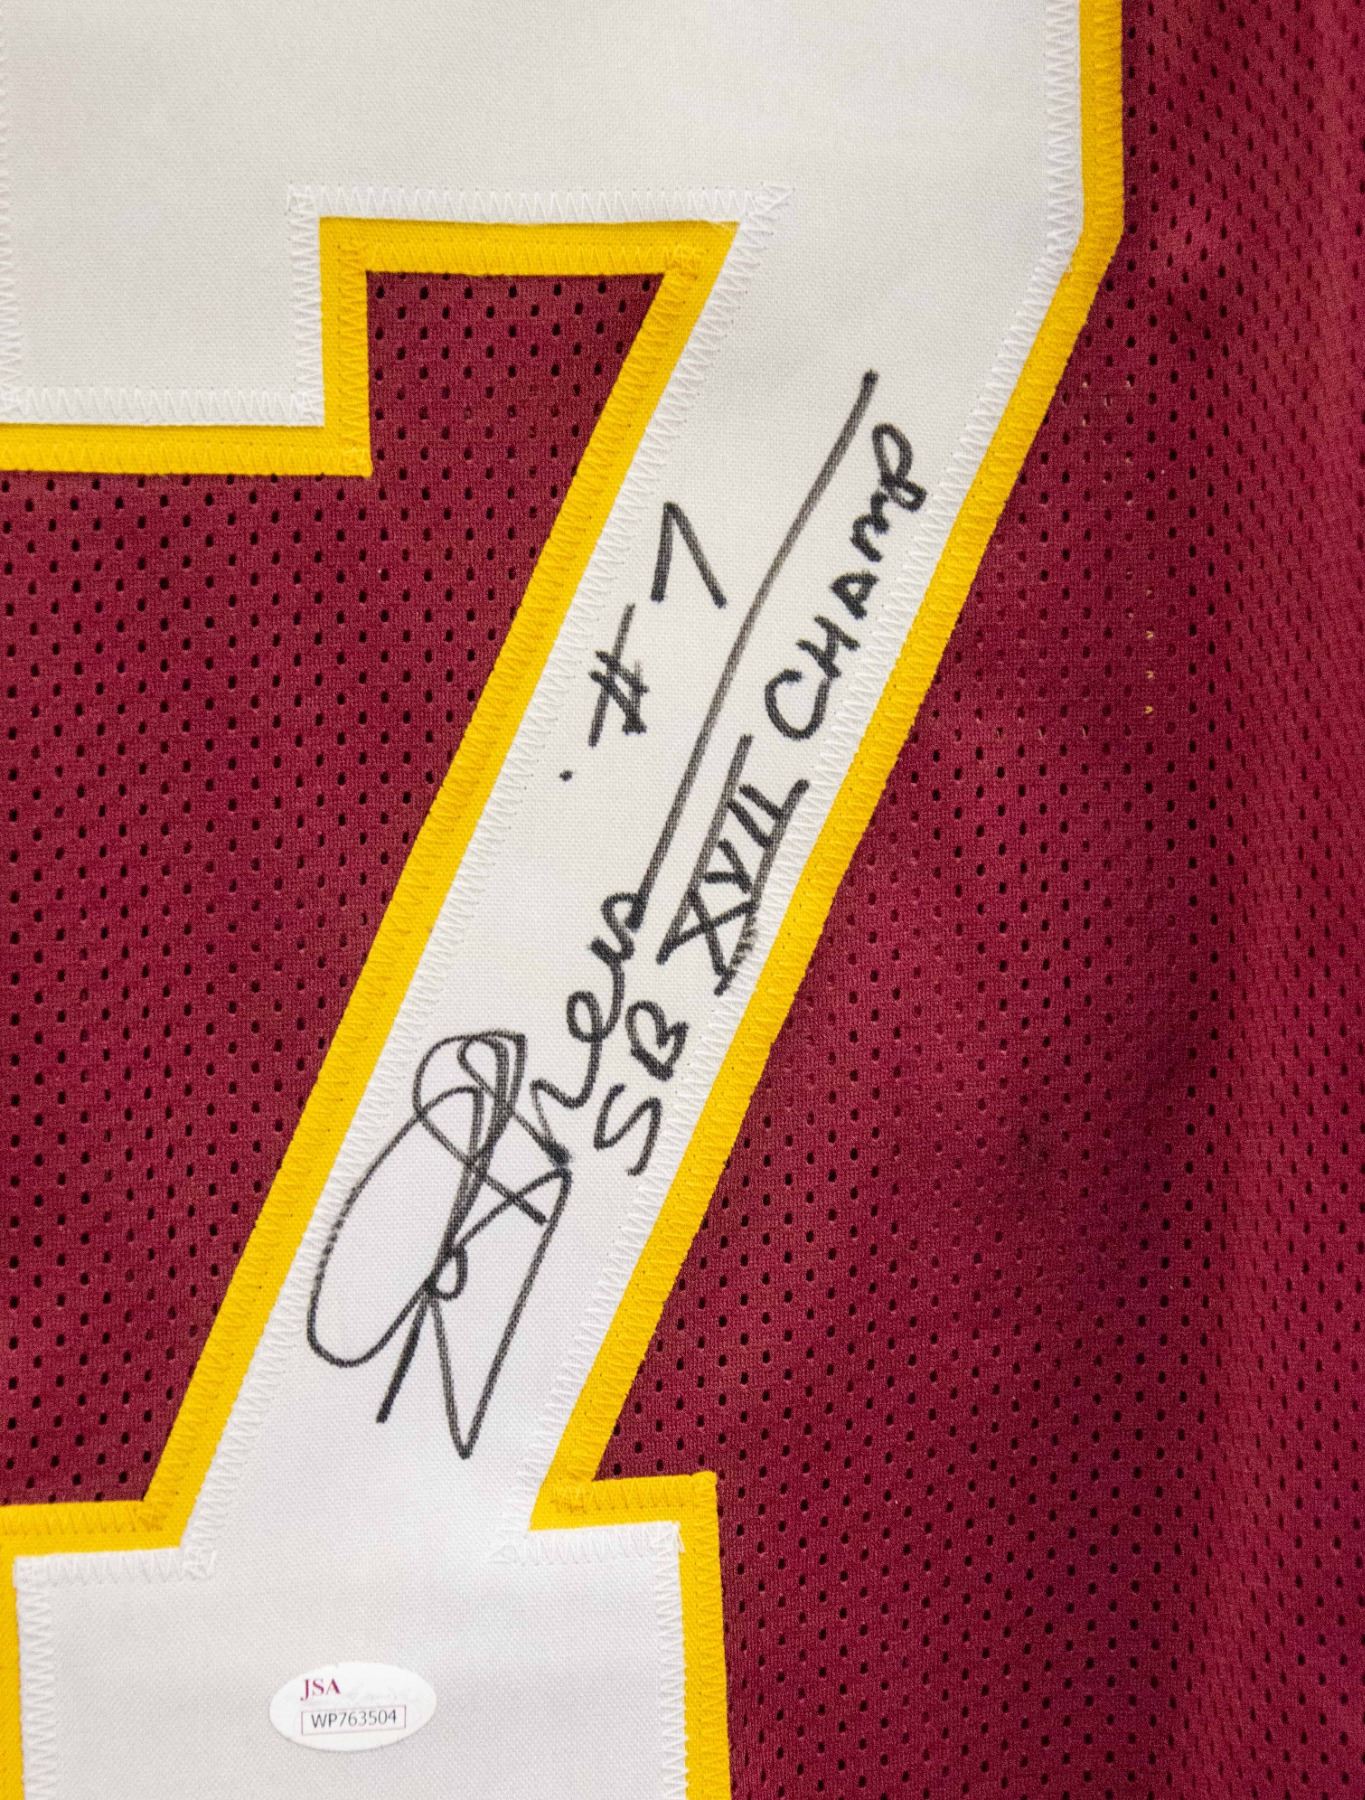 #7
SB XVII CHAMP
JSA
WP763504